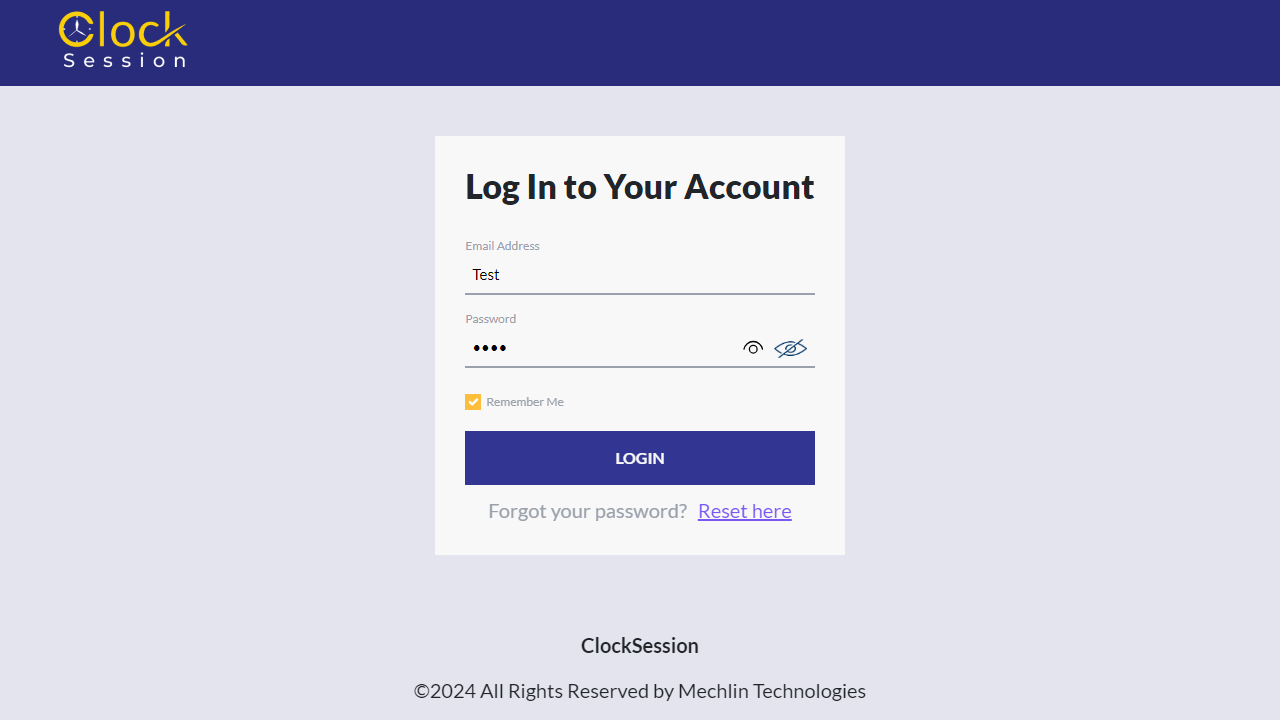 Clock
Session
Log In to Your Account
Email Address
Test
Password
••••
Remember Me
LOGIN
Forgot your password? Reset here
ClockSession
©2024 All Rights Reserved by Mechlin Technologies